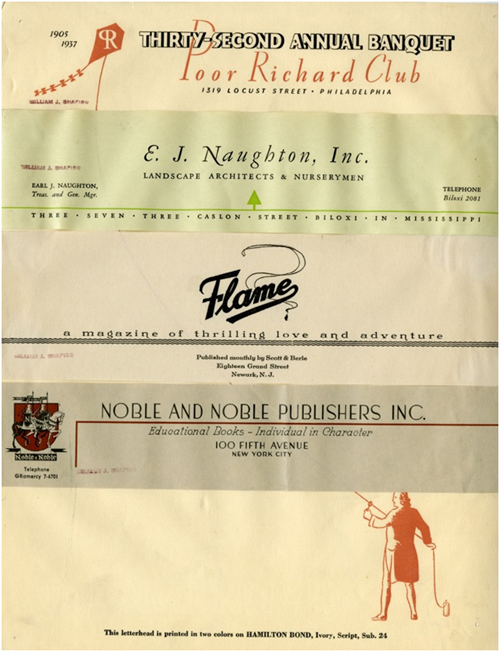 1905
1937
PR
THIRTY-SECOND ANNUAL BANQUET
Poor Richard Club
1319 LOCUST STREET • PHILADELPHIA
WILLIAM J. SHAPIRO
E. J. Naughton, Inc.
LANDSCAPE ARCHITECTS & NURSERYMEN
WILLIAM J. SHAPIRO
EARL J. NAUGHTON,
Treas. and Gen. Mgr.
TELEPHONE
Biloxi 2081
THREE • SEVEN • THREE • CASLON • STREET • BILOXI • IN • MISSISSIPPI
Flame
a magazine of thrilling love and adventure
WILLIAM J. SHAPIRO
Published monthly by Scott & Berle
Eighteen Grand Street
Newark, N. J.
NOBLE AND NOBLE PUBLISHERS INC.
Educational Books – Individual in Character
100 FIFTH AVENUE
NEW YORK CITY
Noble & Noble
Telephone
GRamercy 7-6701
WILLIAM J. SHAPIRO
This letterhead is printed in two colors on HAMILTON BOND, Ivory, Script, Sub. 24